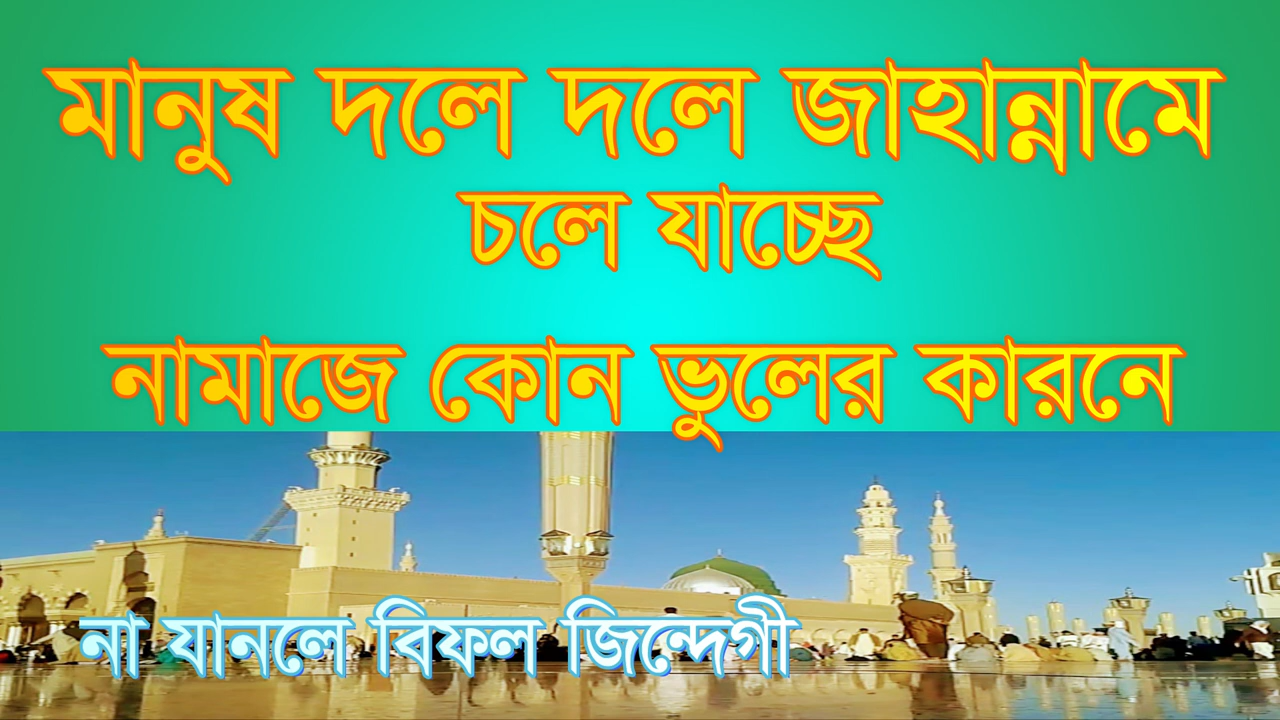 মানুষ দলে দলে জাহান্নামে
চলে যাচ্ছে
নামাজে কোন ভুলের কারনে
না যানলে বিফল জিন্দেগী